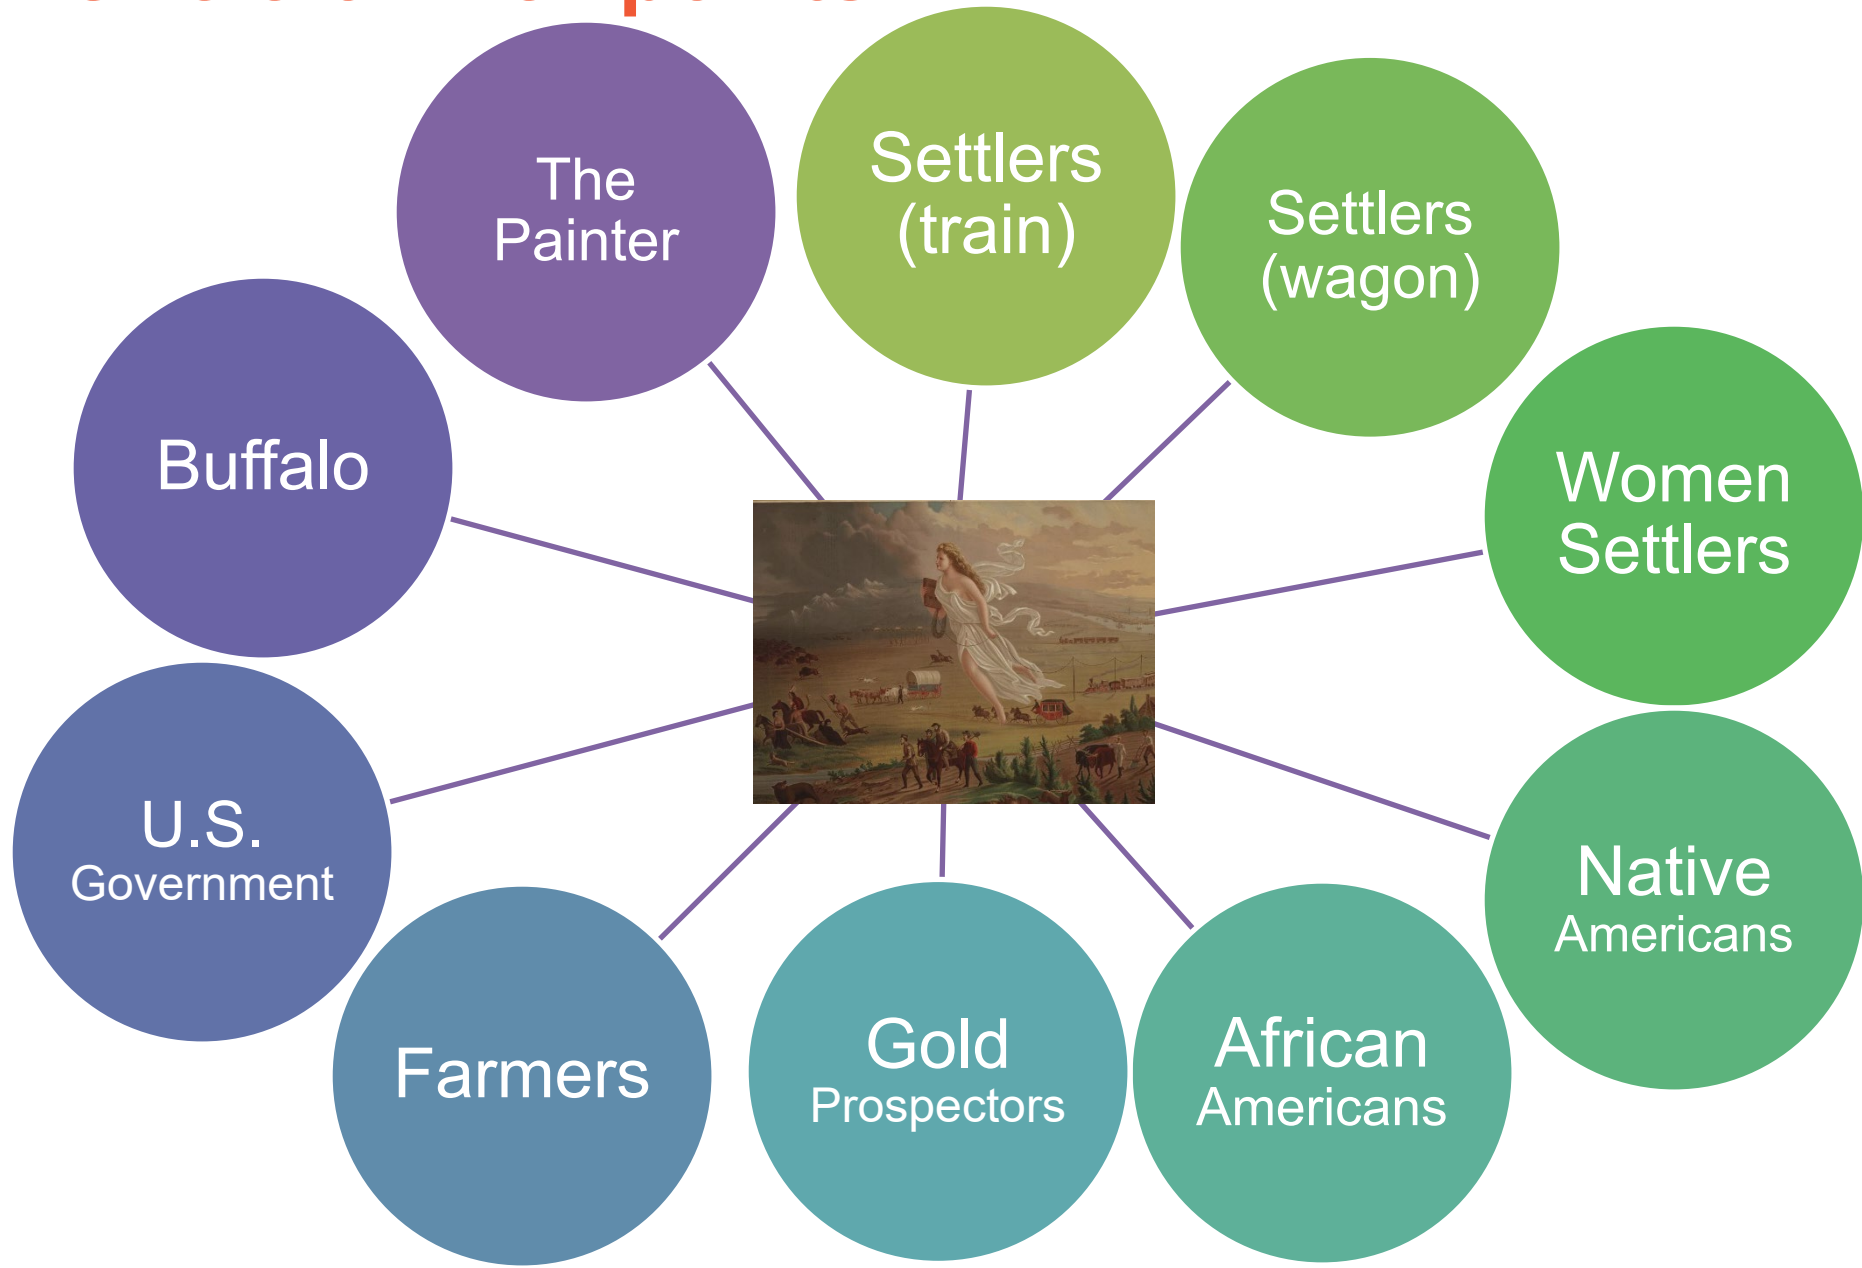 The
Painter
Settlers
(train)
Settlers
(wagon)
Buffalo
Women
Settlers
U.S.
Government
Native
Americans
Farmers
Gold
Prospectors
African
Americans